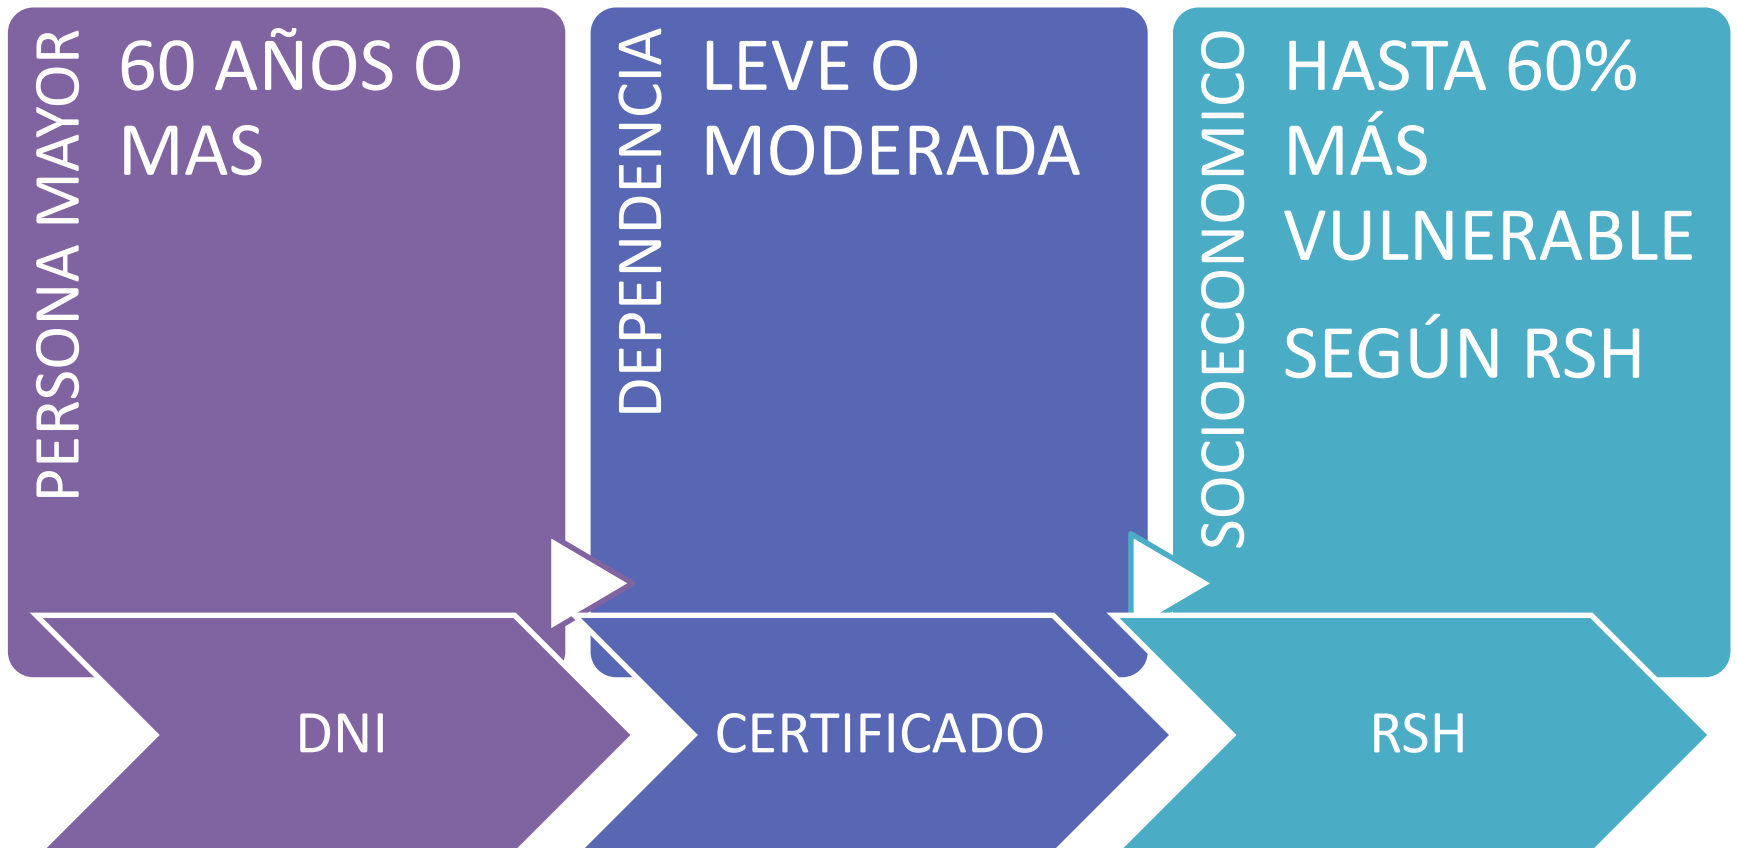 PERSONA MAYOR
60 AÑOS O
MAS
DEPENDENCIA
LEVE O
MODERADA
SOCIOECONOMICO
HASTA 60%
MÁS
VULNERABLE
SEGÚN RSH
DNI
CERTIFICADO
RSH